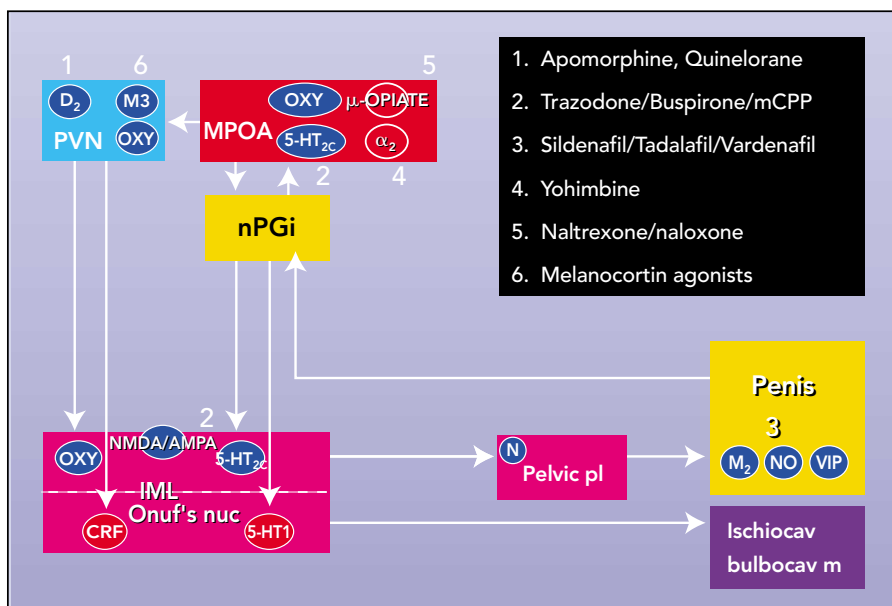 1
6
D2
M3
OXY
PVN
MPOA
OXY
5-HT2C
μ-OPIATE
α2
5
2
4
nPGi
1. Apomorphine, Quinelorane
2. Trazodone/Buspirone/mCPP
3. Sildenafil/Tadalafil/Vardenafil
4. Yohimbine
5. Naltrexone/naloxone
6. Melanocortin agonists
2
OXY
NMDA/AMPA
5-HT2C
IML
Onuf's nuc
CRF
5-HT1
N
Pelvic pl
Penis
3
M2
NO
VIP
Ischiocav
bulbocav m